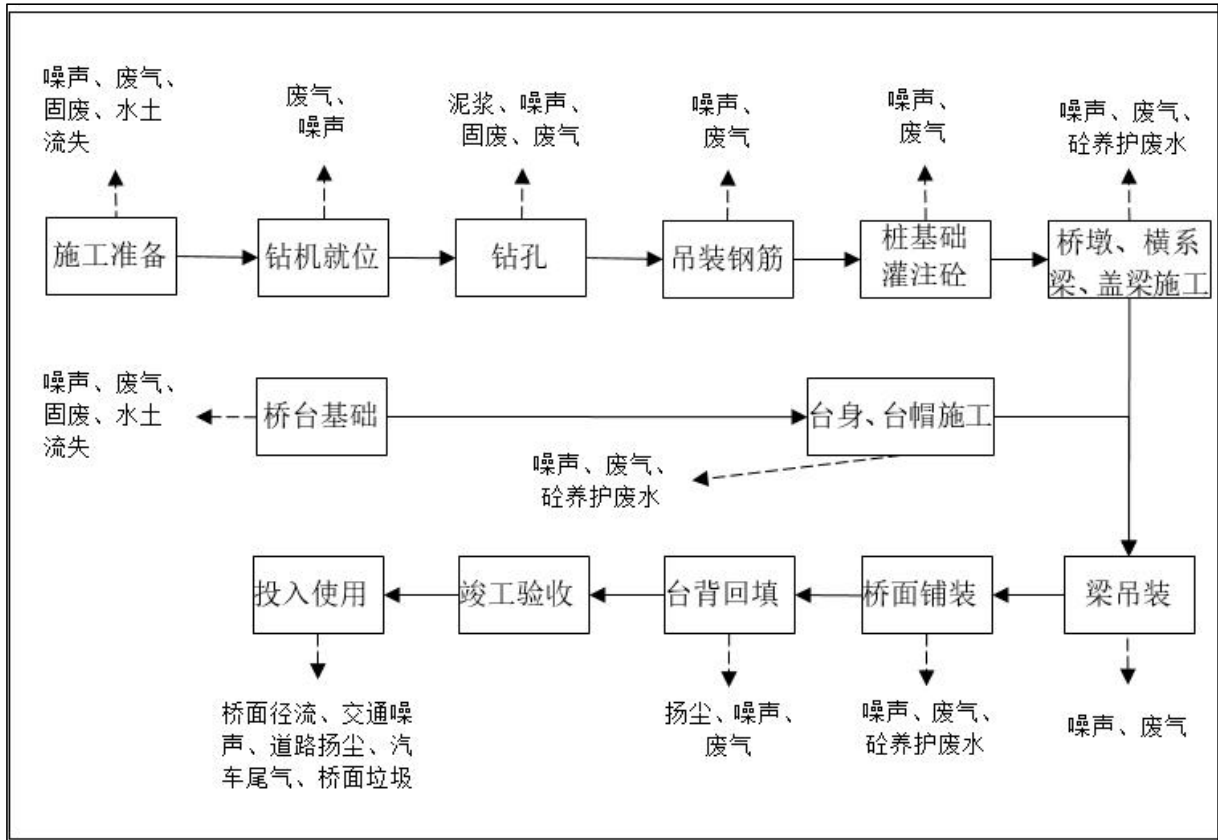 噪声、废气、
固废、水土
流失
废气、
噪声
泥浆、噪声、
固废、废气
噪声、
废气
噪声、
废气
噪声、废气、
砼养护废水
施工准备
钻机就位
钻孔
吊装钢筋
桩基础
灌注砼
桥墩、横系
梁、盖梁施工
噪声、废气、
固废、水土
流失
桥台基础
台身、台帽施工
噪声、废气、
砼养护废水
投入使用
竣工验收
台背回填
桥面铺装
梁吊装
桥面径流、交通噪
声、道路扬尘、汽
车尾气、桥面垃圾
扬尘、噪声、
废气
噪声、废气、
砼养护废水
噪声、废气